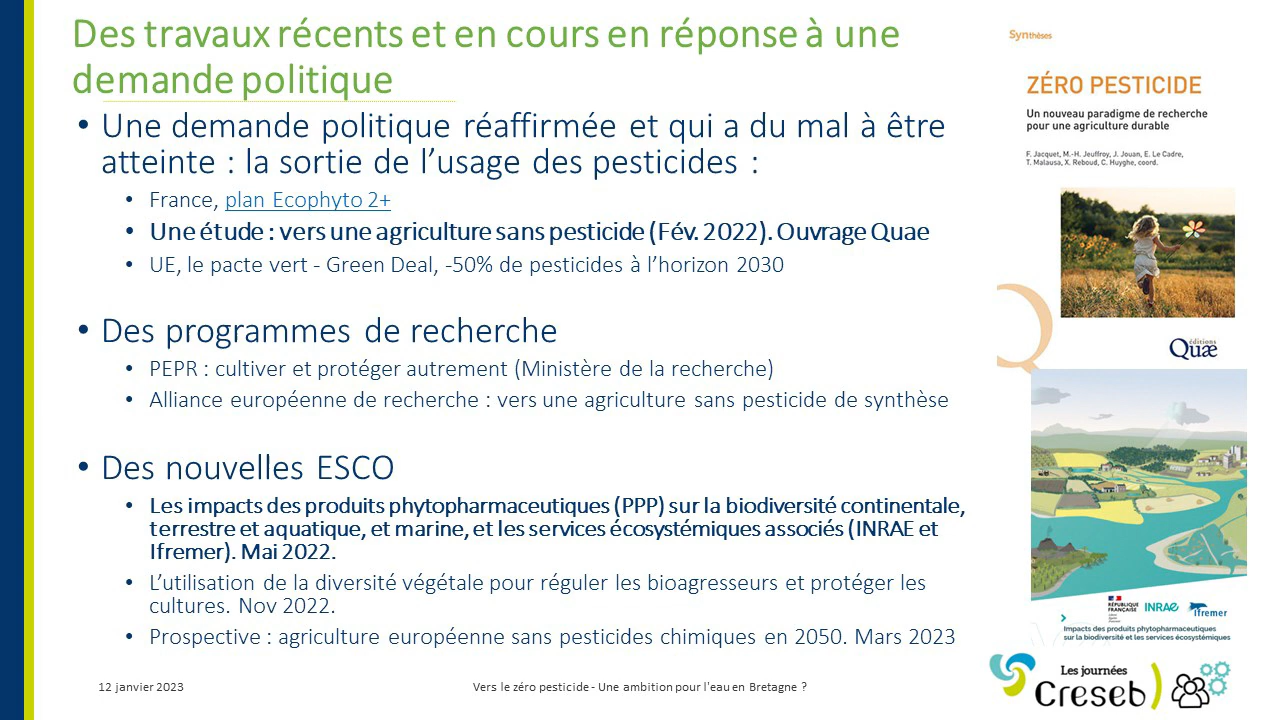 Des travaux récents et en cours en réponse à une
demande politique
• Une demande politique réaffirmée et qui a du mal à être
atteinte : la sortie de l’usage des pesticides :
• France, plan Ecophyto 2+
• Une étude : vers une agriculture sans pesticide (Fév. 2022). Ouvrage Quae
• UE, le pacte vert - Green Deal, -50% de pesticides à l’horizon 2030
• Des programmes de recherche
• PEPR : cultiver et protéger autrement (Ministère de la recherche)
• Alliance européenne de recherche : vers une agriculture sans pesticide de synthèse
• Des nouvelles ESCO
• Les impacts des produits phytopharmaceutiques (PPP) sur la biodiversité continentale,
terrestre et aquatique, et marine, et les services écosystémiques associés (INRAE et
Ifremer). Mai 2022.
• L’utilisation de la diversité végétale pour réguler les bioagresseurs et protéger les
cultures. Nov 2022.
• Prospective : agriculture européenne sans pesticides chimiques en 2050. Mars 2023
Synthèses
ZÉRO PESTICIDE
Un nouveau paradigme de recherche
pour une agriculture durable
F. Jacquet, M.-H. Jeuffroy, J. Jouan, E. Le Cadre,
T. Malausa, X. Reboud, C. Huyghe, coord.
Q
éditions
Quæ
RÉPUBLIQUE
FRANÇAISE
INRAE
Ifremer
Impacts des produits phytopharmaceutiques
sur la biodiversité et les services écosystémiques
12 janvier 2023
Vers le zéro pesticide - Une ambition pour l'eau en Bretagne ?
Les journées
Creseb